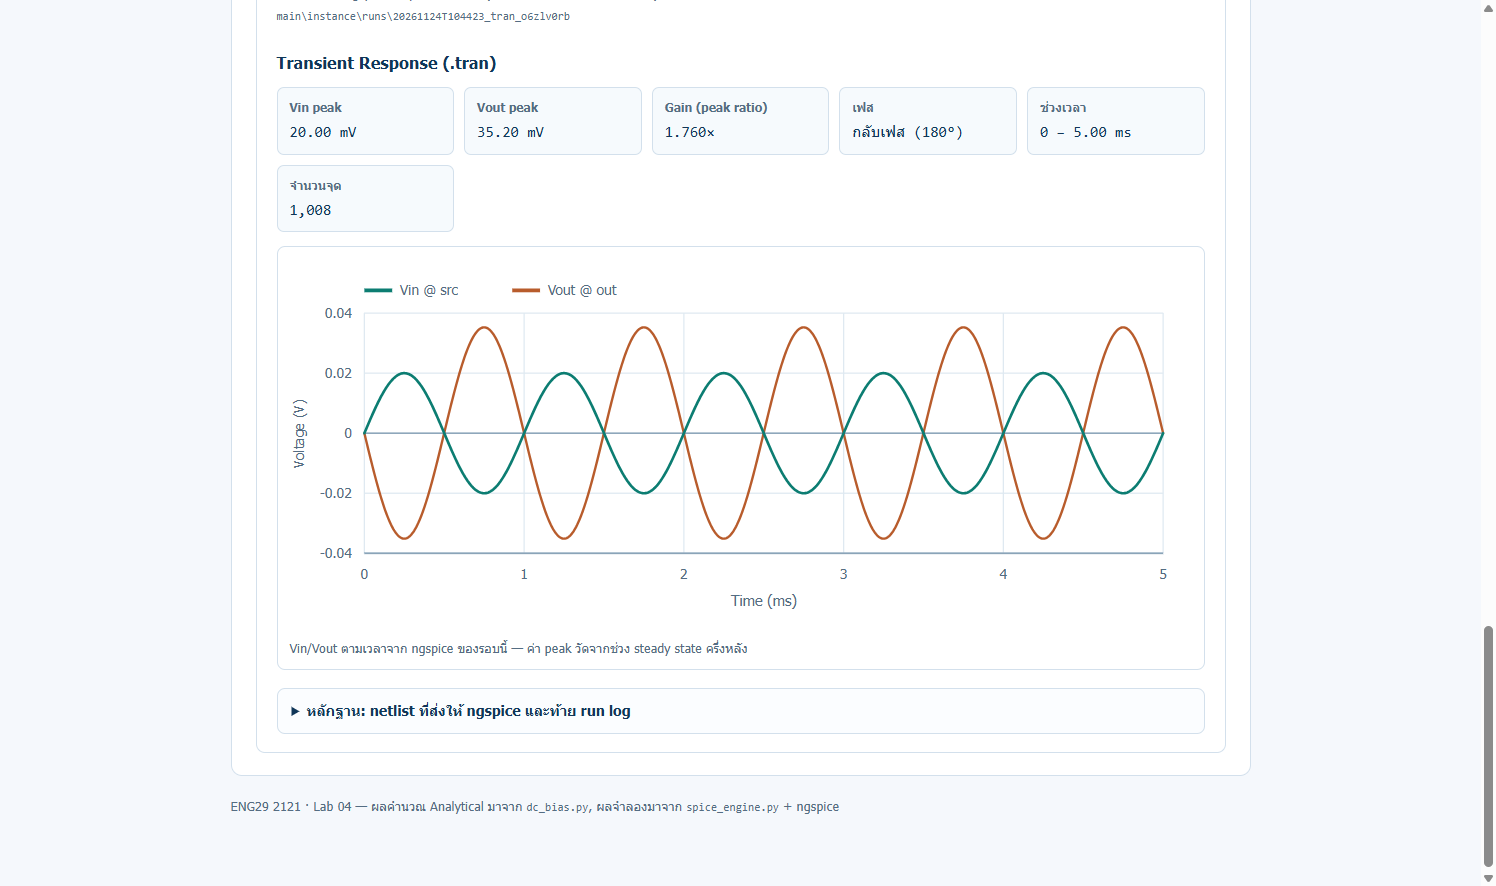 main\instance\runs\20261124T104423_tran_o6zlv0rb
Transient Response (.tran)
Vin peak
20.00 mV
Vout peak
35.20 mV
Gain (peak ratio)
1.760×
เฟส
กลับเฟส (180°)
ช่วงเวลา
0 – 5.00 ms
จำนวนจุด
1,008
Vin @ src
Vout @ out
0.04
0.02
0
-0.02
-0.04
Voltage (V)
0 1 2 3 4 5
Time (ms)
Vin/Vout ตามเวลาจาก ngspice ของรอบนี้ — ค่า peak วัดจากช่วง steady state ครึ่งหลัง
▶ หลักฐาน: netlist ที่ส่งให้ ngspice และท้าย run log
ENG29 2121 · Lab 04 — ผลคำนวณ Analytical มาจาก dc_bias.py, ผลจำลองมาจาก spice_engine.py + ngspice